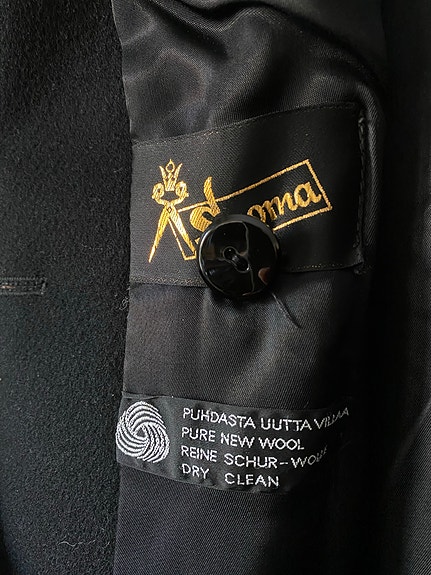 PUHDASTA UUTTA VILLAA
PURE NEW WOOL
REINE SCHUR--WOLLE
DRY CLEAN